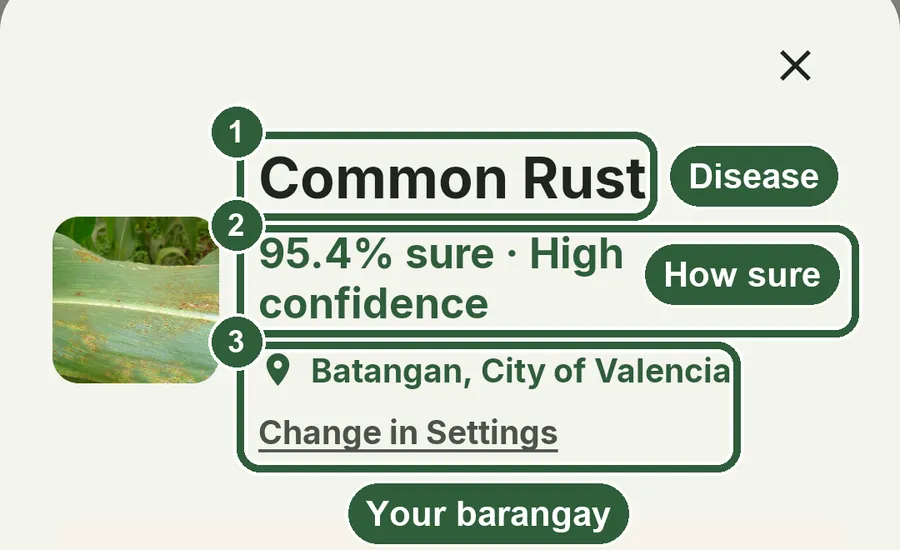 1
Common Rust
Disease
2
95.4% sure · High
confidence
How sure
3
Batangan, City of Valencia
Change in Settings
Your barangay